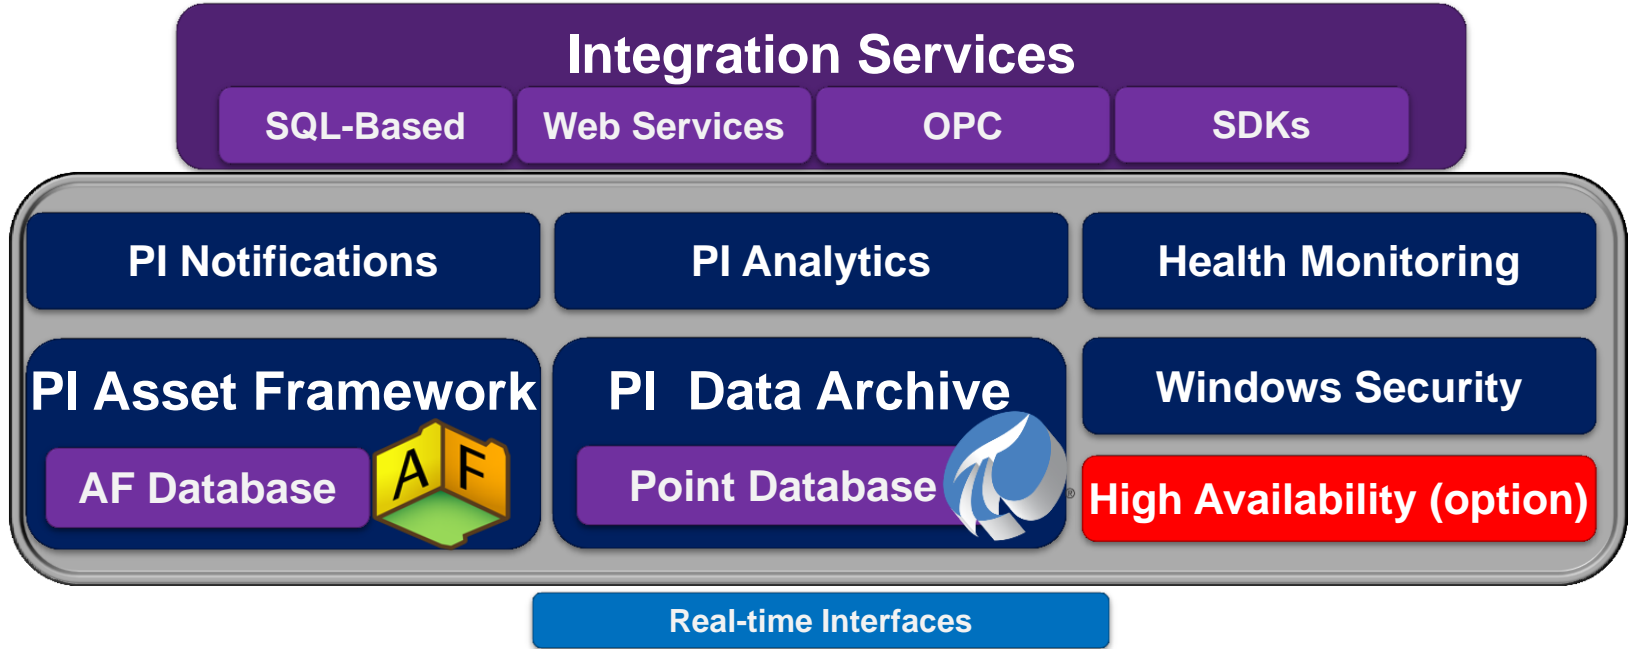 Integration Services
SQL-Based
Web Services
OPC
SDKs
PI Notifications
PI Analytics
Health Monitoring
PI Asset Framework
PI Data Archive
Windows Security
AF Database
AF
Point Database
®
High Availability (option)
Real-time Interfaces